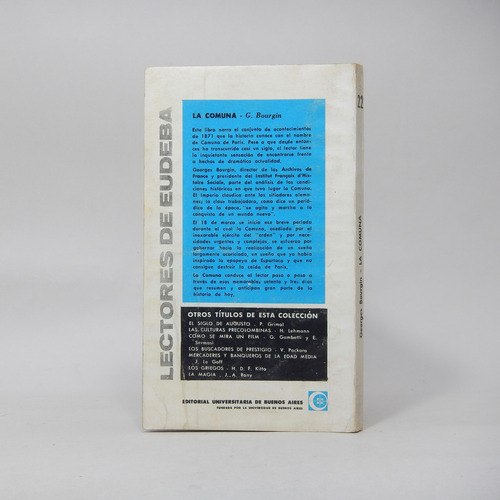 LECTORES DE EUDEBA
LA COMUNA - G. Bourgin
Este libro narra el conjunto de acontecimientos
de 1871 que la historia conoce con el nombre
de Comuna de París. Pese a que desde enton-
ces ha transcurrido casi un siglo, el lector tiene
la inquietante sensación de encontrarse frente
a hechos de dramática actualidad.
Georges Bourgin, director de los Archivos de
France y presidente del Institut Français d'His-
toire Sociale, parte del análisis de las condi-
ciones históricas en que tuvo lugar la Comuna.
El Imperio claudica ante los sitiadores alema-
nes; la clase trabajadora, como dice un perió-
dico de la época, "se agita y marcha a la
conquista de un mundo nuevo".
El 18 de marzo se inicia ese breve período
durante el cual la Comuna, acediada por el
inexorable ejército del "orden" y por nece-
sidades urgentes y complejas, se esfuerza por
gobernar hacia la realización de un sueño
largamente acariciado, un sueño que ya había
inspirado la epopeya de Espartaco y que no
consigue destruir la caída de París.
La Comuna conduce al lector paso a paso a
través de esos memorables setenta y tres días
que resumen y anticipan gran parte de la
historia de hoy.
OTROS TÍTULOS DE ESTA COLECCIÓN
EL SIGLO DE AUGUSTO - P. Grimal
LAS CULTURAS PRECOLOMBINAS - H. Lehmann
CÓMO SE MIRA UN FILM - G. Gambetti y E.
Sermasi
LOS BUSCADORES DE PRESTIGIO - V. Packard
MERCADERES Y BANQUEROS DE LA EDAD MEDIA
- J. Le Goff
LOS GRIEGOS - H. D. F. Kitto
LA MAGIA - J. A. Rony
EDITORIAL UNIVERSITARIA DE BUENOS AIRES
FUNDADA POR LA UNIVERSIDAD DE BUENOS AIRES
22
Georges Bourgin - LA COMUNA